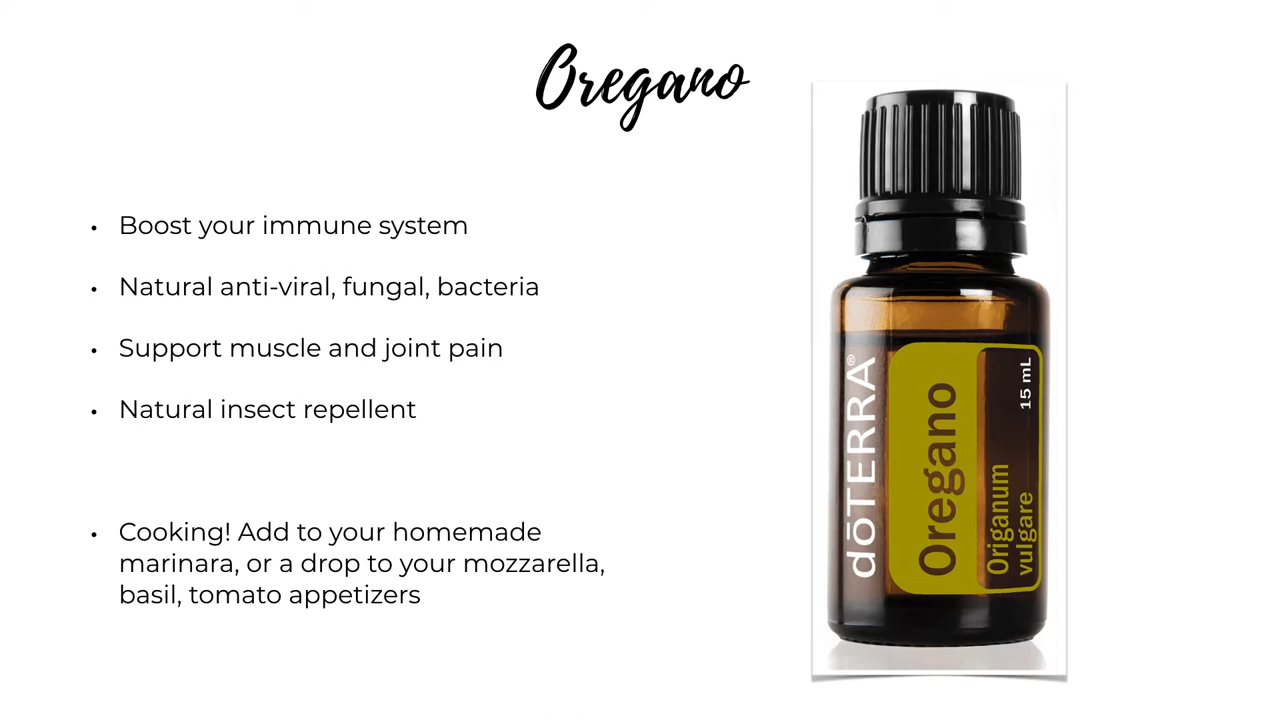 Oregano
• Boost your immune system
• Natural anti-viral, fungal, bacteria
• Support muscle and joint pain
• Natural insect repellent
• Cooking! Add to your homemade
marinara, or a drop to your mozzarella,
basil, tomato appetizers
dōTERRA®
Oregano
Origanum
vulgare
15 mL